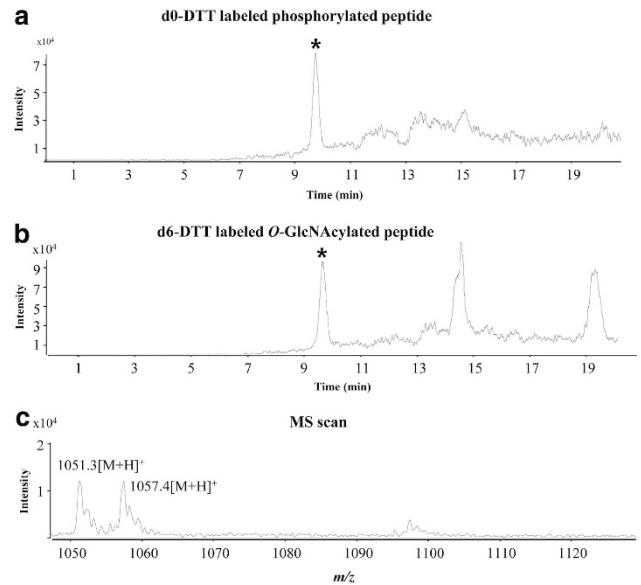 a
d0-DTT labeled phosphorylated peptide
x10⁴
*
7
5
3
1
Intensity
1 3 5 7 9 11 13 15 17 19
Time (min)
b
d6-DTT labeled O-GlcNAcylated peptide
x10⁴
*
9
7
5
3
1
Intensity
1 3 5 7 9 11 13 15 17 19
Time (min)
c
MS scan
x10⁴
2
1
Intensity
1051.3[M+H]⁺
1057.4[M+H]⁺
1050 1060 1070 1080 1090 1100 1110 1120
m/z